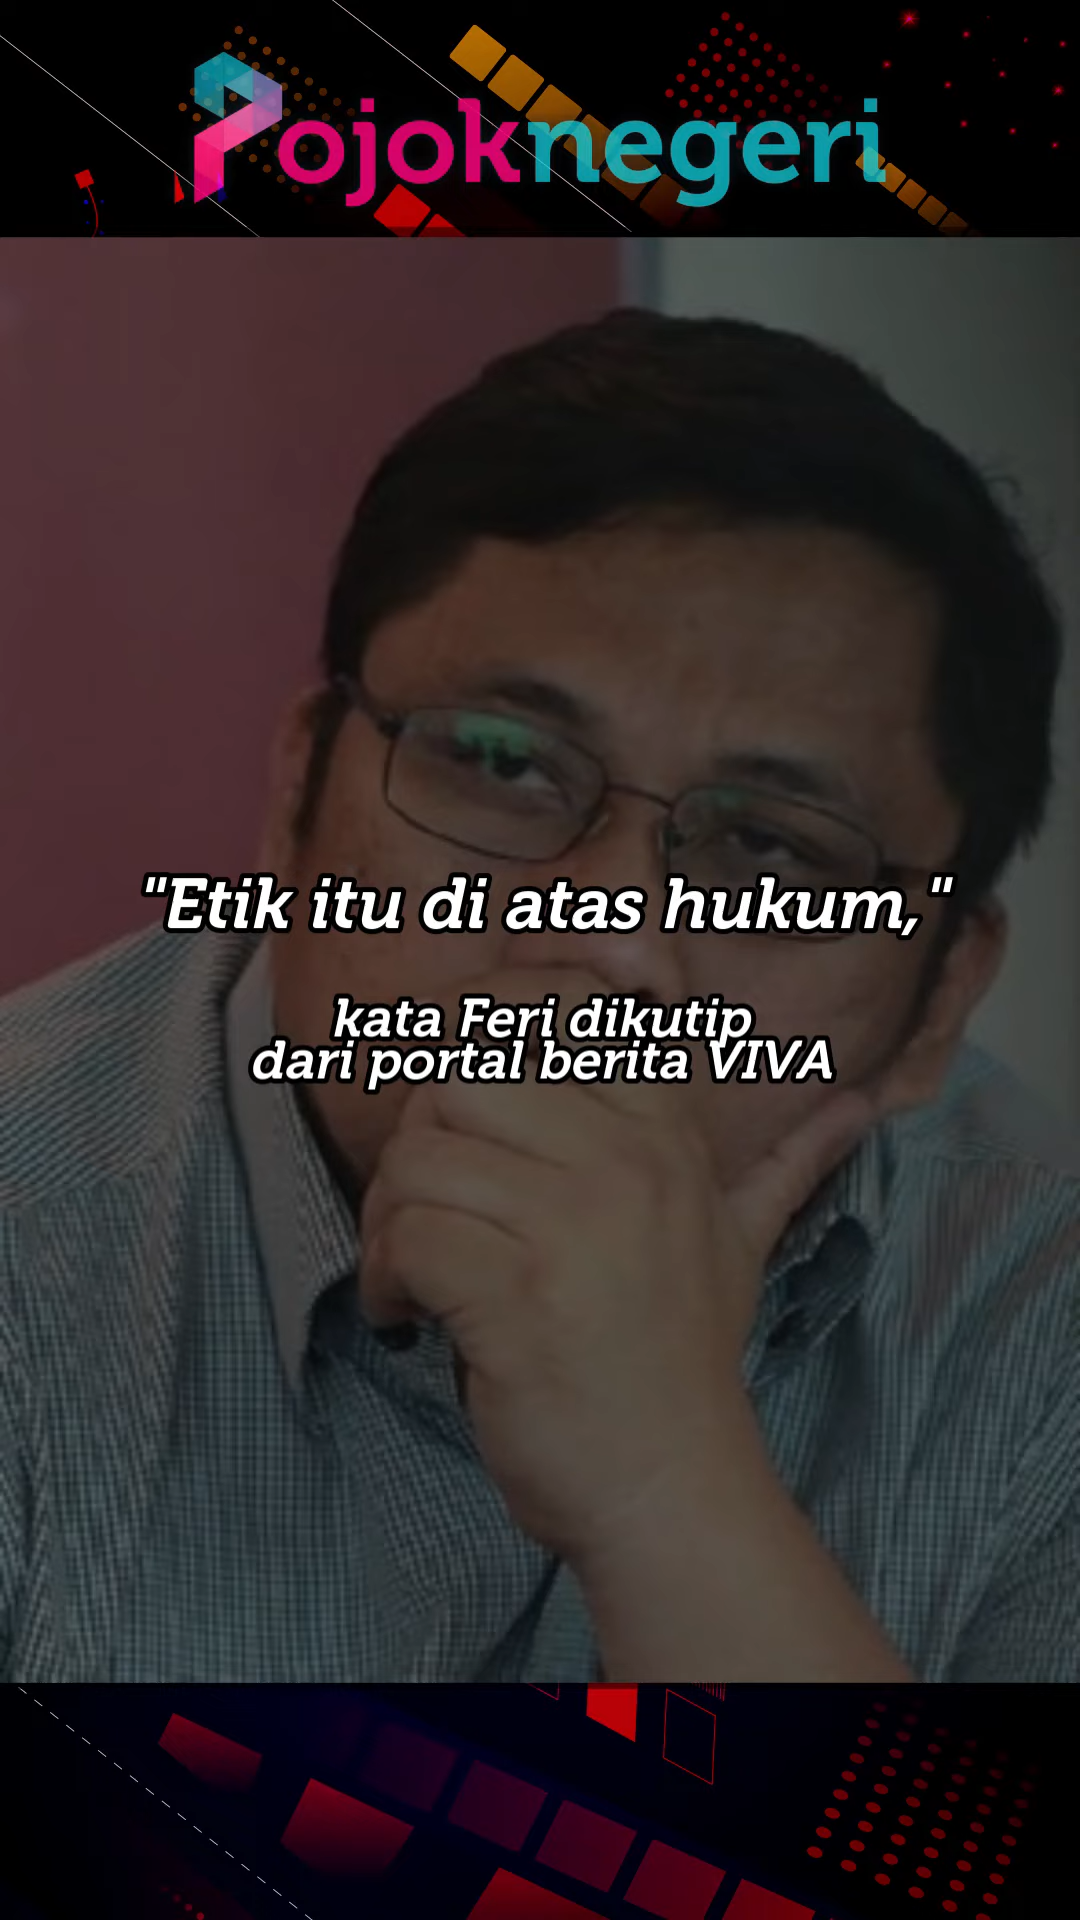 Pojoknegeri
"Etik itu di atas hukum,"
kata Feri dikutip
dari portal berita VIVA